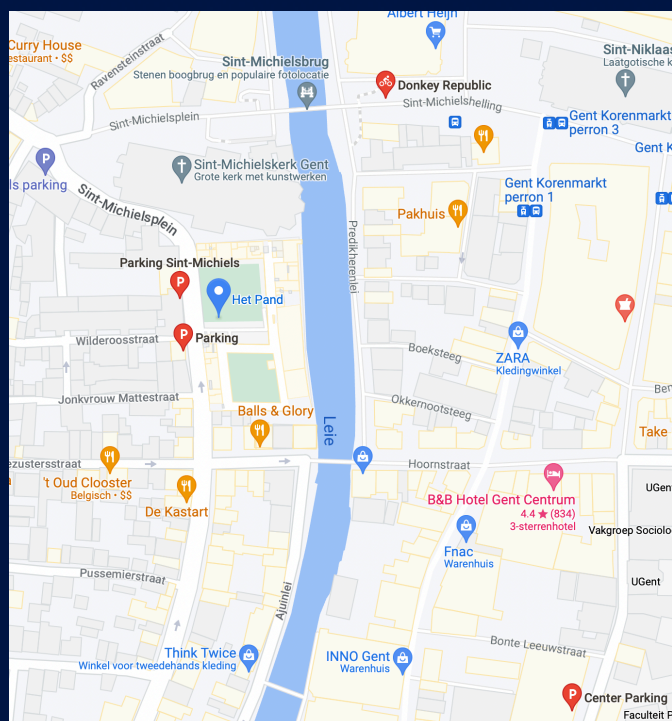 Albert Heijn
Curry House
estaurant • $$
Ravensteinstraat
Sint-Michielsbrug
Stenen boogbrug en populaire fotolocatie
Sint-Niklaas
Laatgotische k
Donkey Republic
Sint-Michielshelling
Sint-Michielsplein
Gent Korenmarkt
perron 3
Gent K
ls parking
Sint-Michielskerk Gent
Grote kerk met kunstwerken
Sint-Michielsplein
Gent Korenmarkt
perron 1
Pakhuis
Predikherenlei
Parking Sint-Michiels
Het Pand
Wilderoosstraat
Parking
Boeksteeg
ZARA
Kledingwinkel
Jonkvrouw Mattestraat
Okkernootsteeg
Ben
Balls & Glory
Leie
Take
ezustersstraat
Hoornstraat
't Oud Clooster
Belgisch • $$
De Kastart
B&B Hotel Gent Centrum
4.4 ★ (834)
3-sterrenhotel
UGent
Vakgroep Sociolo
Fnac
Warenhuis
Pussemierstraat
Ajuinlei
UGent
Think Twice
Winkel voor tweedehands kleding
INNO Gent
Warenhuis
Bonte Leeuwstraat
Center Parking
Faculteit P